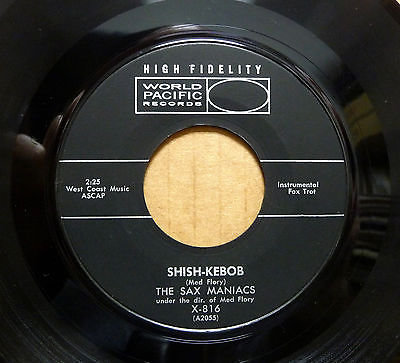 HIGH FIDELITY
WORLD
PACIFIC
RECORDS
2:25
West Coast Music
ASCAP
Instrumental
Fox Trot
SHISH-KEBOB
(Med Flory)
THE SAX MANIACS
under the dir. of Med Flory
X-816
(A2055)